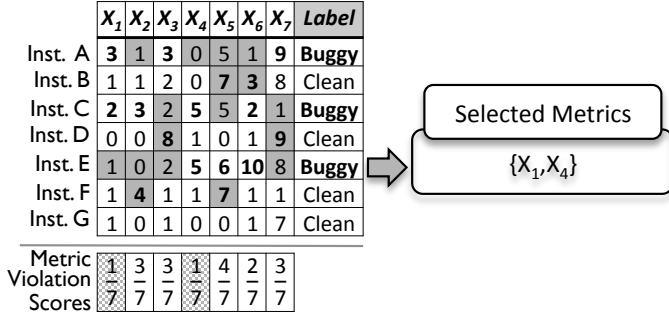 X1 X2 X3 X4 X5 X6 X7 Label
Inst. A 3 1 3 0 5 1 9 Buggy
Inst. B 1 1 2 0 7 3 8 Clean
Inst. C 2 3 2 5 5 2 1 Buggy
Inst. D 0 0 8 1 0 1 9 Clean
Inst. E 1 0 2 5 6 10 8 Buggy
Inst. F 1 4 1 1 7 1 1 Clean
Inst. G 1 0 1 0 0 1 7 Clean
Metric Violation Scores 1/7 3/7 3/7 1/7 4/7 2/7 3/7
Selected Metrics
{X1,X4}